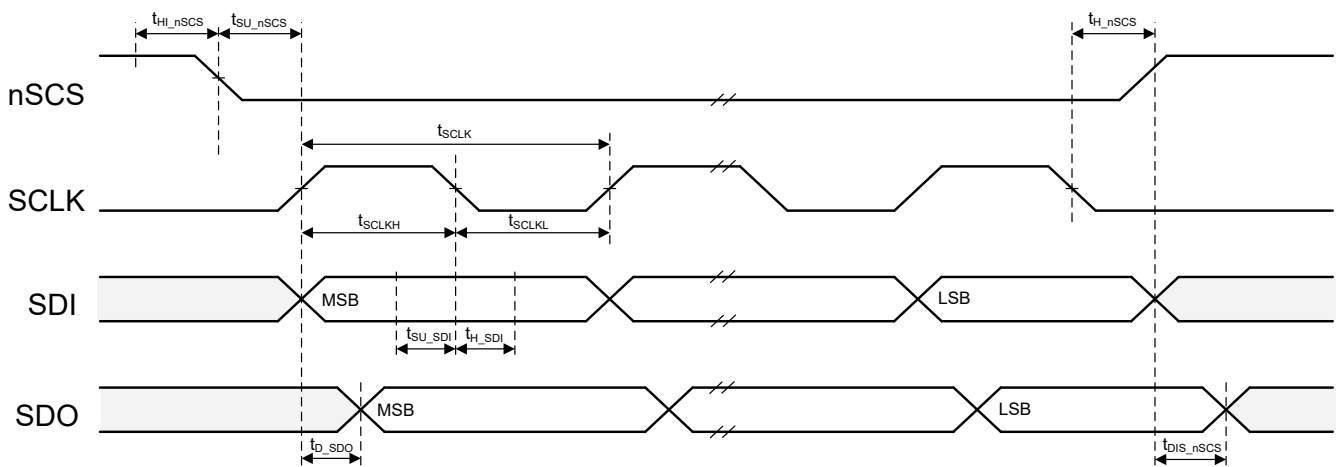 tHI_nSCS tSU_nSCS tH_nSCS
nSCS
tSCLK
SCLK
tSCLKH tSCLKL
SDI MSB LSB
tSU_SDI tH_SDI
SDO MSB LSB
tD_SDO tDIS_nSCS